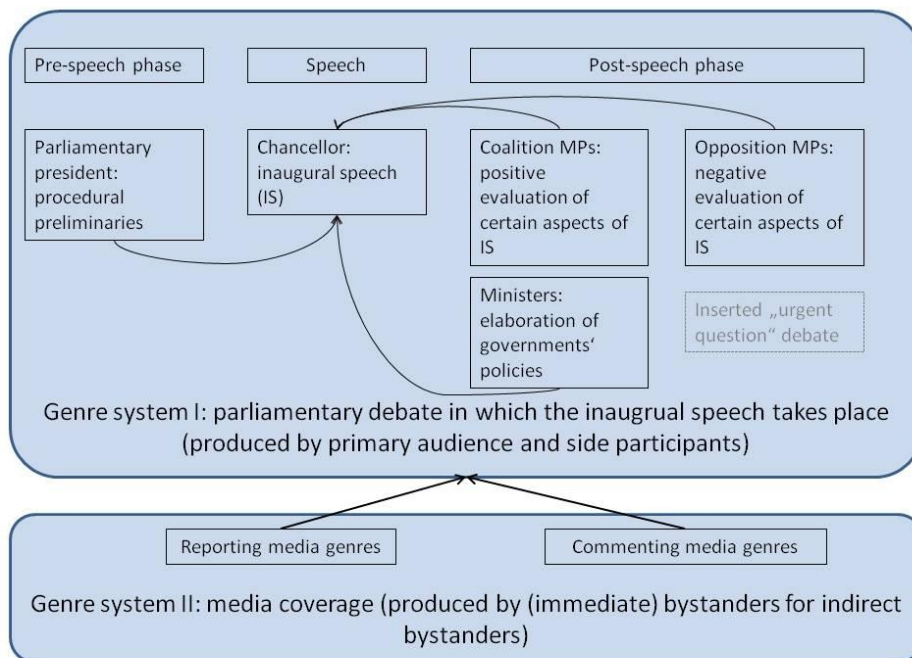 Pre-speech phase
Speech
Post-speech phase
Parliamentary
president:
procedural
preliminaries
Chancellor:
inaugural speech
(IS)
Coalition MPs:
positive
evaluation of
certain aspects of
IS
Opposition MPs:
negative
evaluation of
certain aspects of
IS
Ministers:
elaboration of
governments‘
policies
Inserted „urgent
question“ debate
Genre system I: parliamentary debate in which the inaugrual speech takes place
(produced by primary audience and side participants)
Reporting media genres
Commenting media genres
Genre system II: media coverage (produced by (immediate) bystanders for indirect
bystanders)